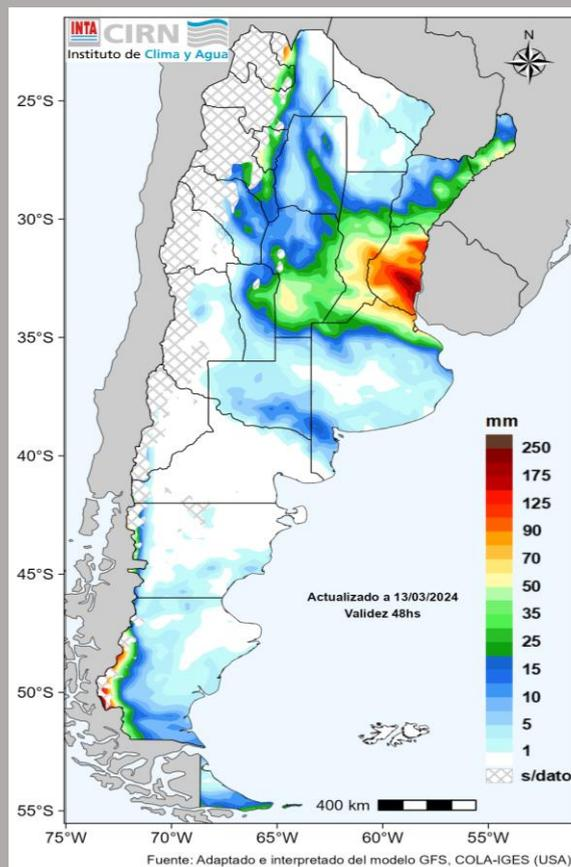 INTA CIRN
Instituto de Clima y Agua
N
25°S
30°S
35°S
40°S
45°S
50°S
55°S
mm
250
175
125
90
70
50
35
25
15
10
5
1
s/dato
Actualizado a 13/03/2024
Validez 48hs
400 km
75°W
70°W
65°W
60°W
55°W
Fuente: Adaptado e interpretado del modelo GFS, COLA-IGES (USA)